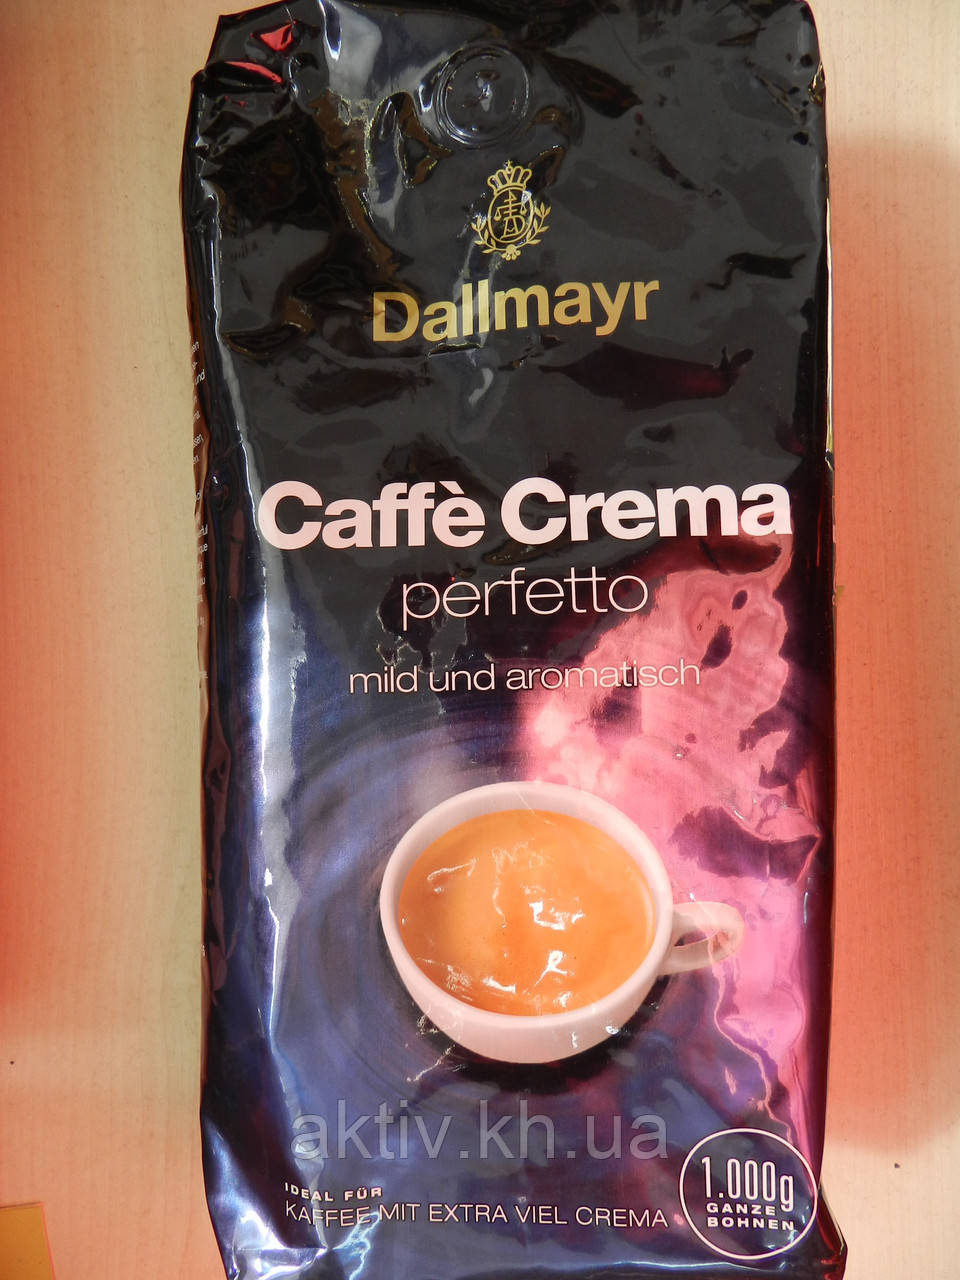 Dallmayr
Caffè Crema
perfetto
mild und aromatisch
aktiv.kh.ua
IDEAL FÜR
KAFFEE MIT EXTRA VIEL CREMA
1.000g
GANZE
BOHNEN